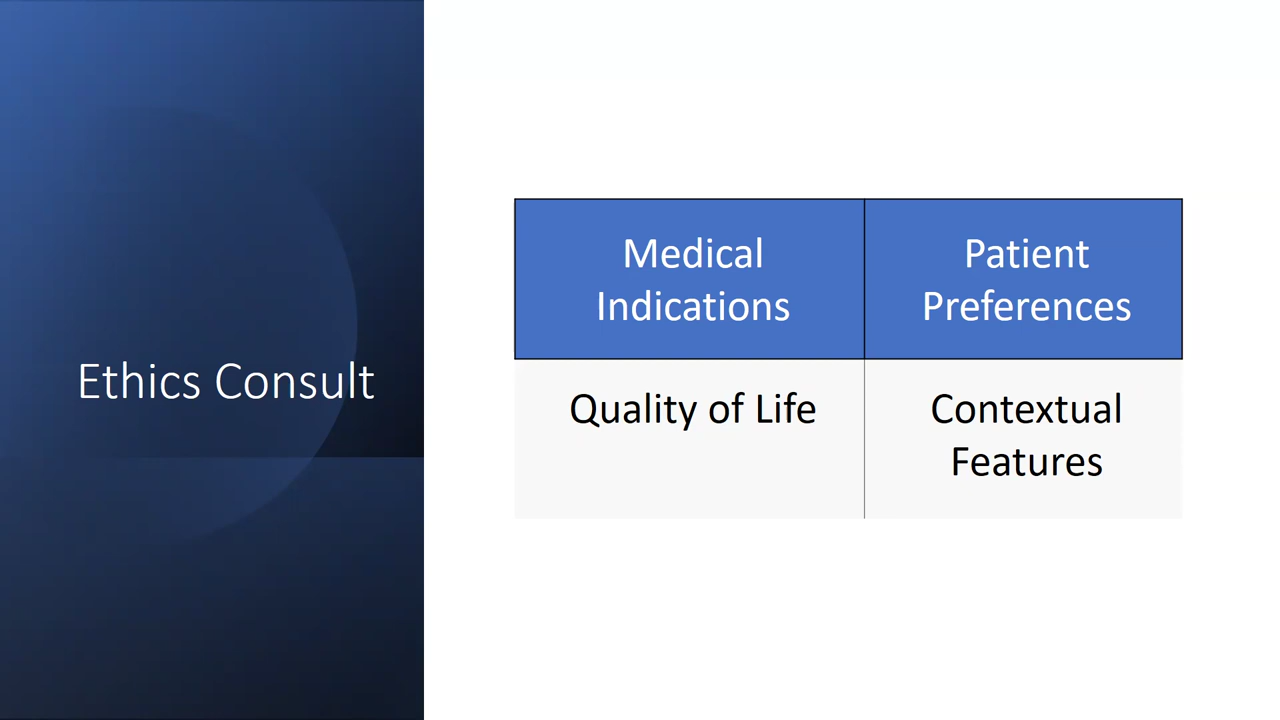 Ethics Consult
Medical
Indications
Patient
Preferences
Quality of Life
Contextual
Features